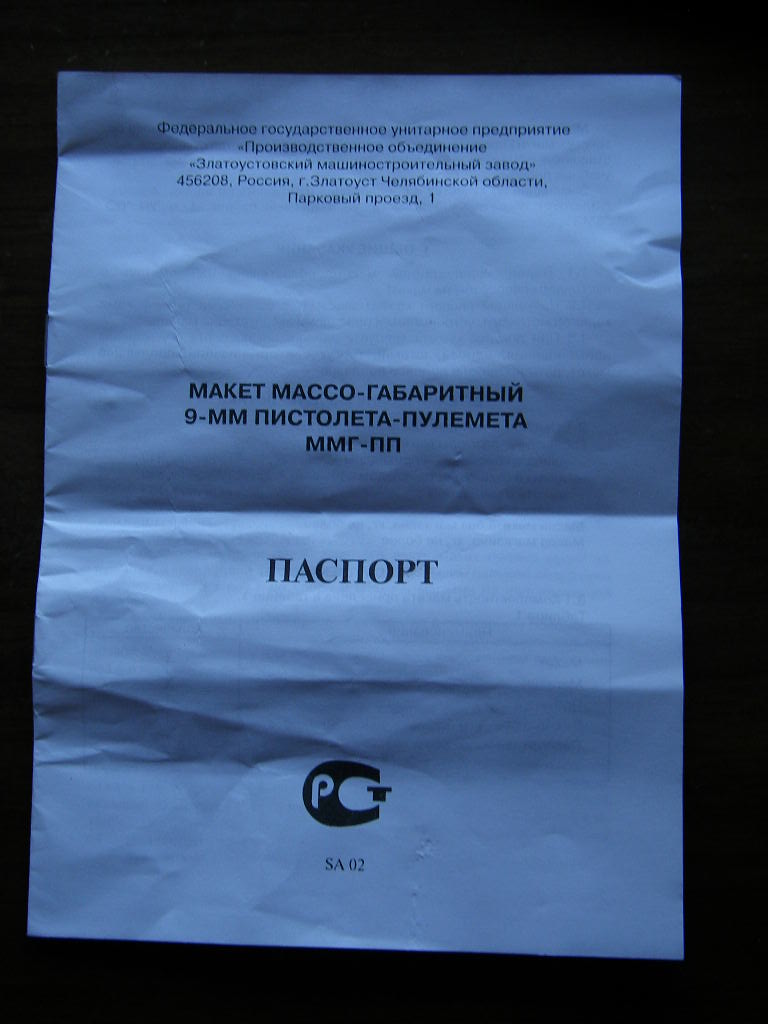 Федеральное государственное унитарное предприятие
«Производственное объединение
«Златоустовский машиностроительный завод»
456208, Россия, г.Златоуст Челябинской области,
Парковый проезд, 1
МАКЕТ МАССО-ГАБАРИТНЫЙ
9-ММ ПИСТОЛЕТА-ПУЛЕМЕТА
ММГ-ПП
ПАСПОРТ
РСТ
SA 02